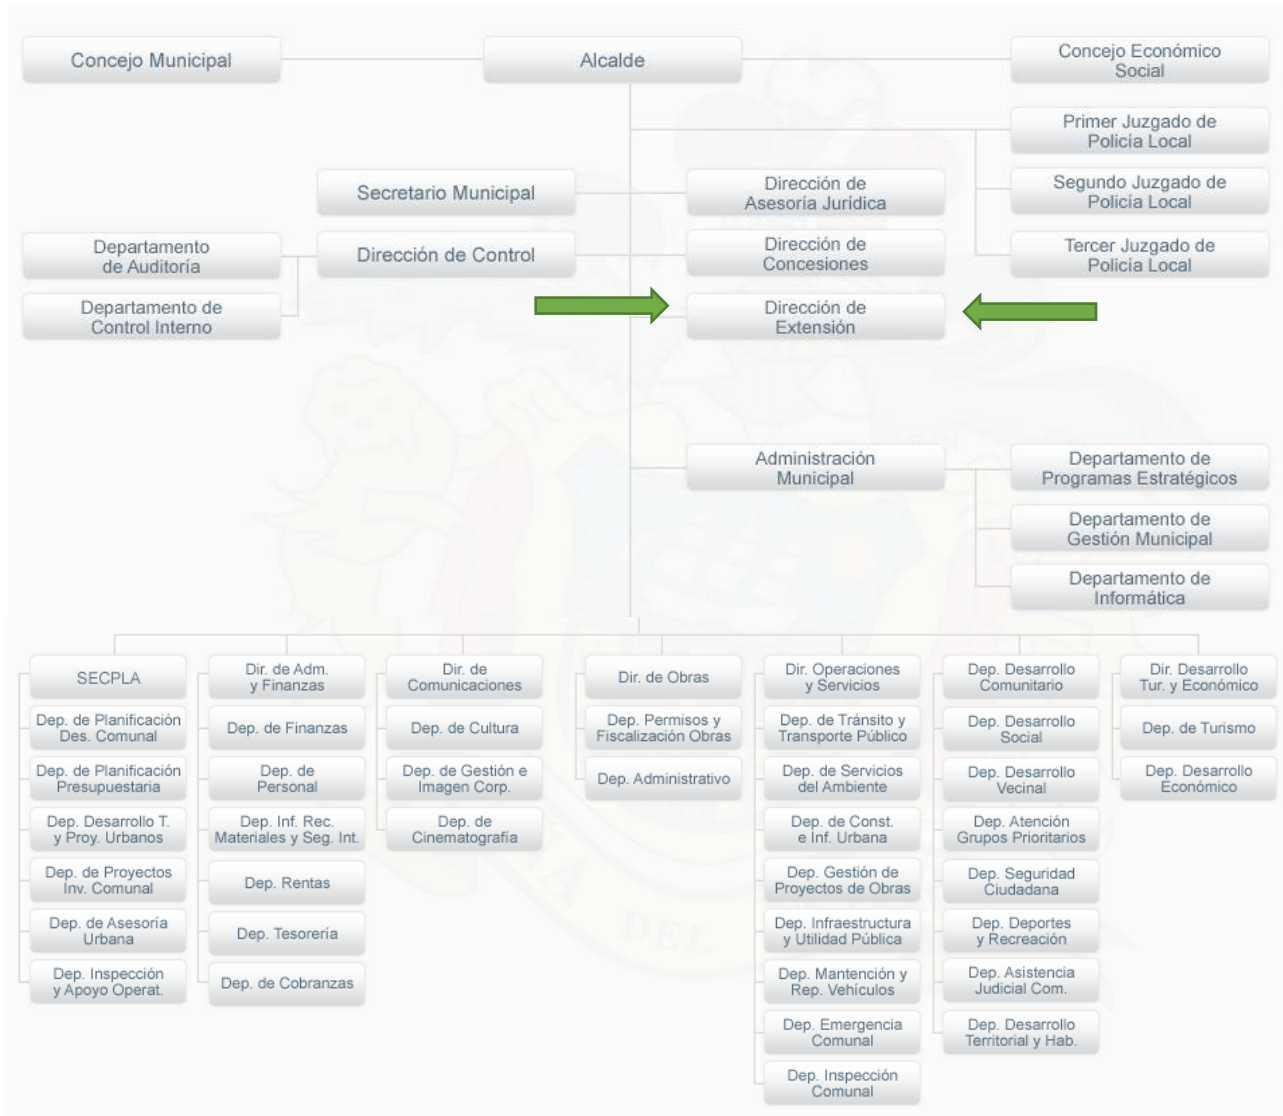 Concejo Municipal
Alcalde
Concejo Económico
Social
Primer Juzgado de
Policía Local
Secretario Municipal
Dirección de
Asesoría Jurídica
Segundo Juzgado de
Policía Local
Departamento
de Auditoría
Dirección de Control
Dirección de
Concesiones
Tercer Juzgado de
Policía Local
Departamento de
Control Interno
Dirección de
Extensión
Administración
Municipal
Departamento de
Programas Estratégicos
Departamento de
Gestión Municipal
Departamento de
Informática
SECPLA
Dep. de Planificación
Des. Comunal
Dep. de Planificación
Presupuestaria
Dep. Desarrollo T.
y Proy. Urbanos
Dep. de Proyectos
Inv. Comunal
Dep. de Asesoría
Urbana
Dep. Inspección
y Apoyo Operat.
Dir. de Adm.
y Finanzas
Dep. de Finanzas
Dep. de
Personal
Dep. Inf. Rec.
Materiales y Seg. Int.
Dep. Rentas
Dep. Tesorería
Dep. de Cobranzas
Dir. de
Comunicaciones
Dep. de Cultura
Dep. de Gestión e
Imagen Corp.
Dep. de
Cinematografía
Dir. de Obras
Dep. Permisos y
Fiscalización Obras
Dep. Administrativo
Dir. Operaciones
y Servicios
Dep. de Tránsito y
Transporte Público
Dep. de Servicios
del Ambiente
Dep. de Const.
e Inf. Urbana
Dep. Gestión de
Proyectos de Obras
Dep. Infraestructura
y Utilidad Pública
Dep. Mantención y
Rep. Vehículos
Dep. Emergencia
Comunal
Dep. Inspección
Comunal
Dep. Desarrollo
Comunitario
Dep. Desarrollo
Social
Dep. Desarrollo
Vecinal
Dep. Atención
Grupos Prioritarios
Dep. Seguridad
Ciudadana
Dep. Deportes
y Recreación
Dep. Asistencia
Judicial Com.
Dep. Desarrollo
Territorial y Hab.
Dir. Desarrollo
Tur. y Económico
Dep. de Turismo
Dep. Desarrollo
Económico
DEL